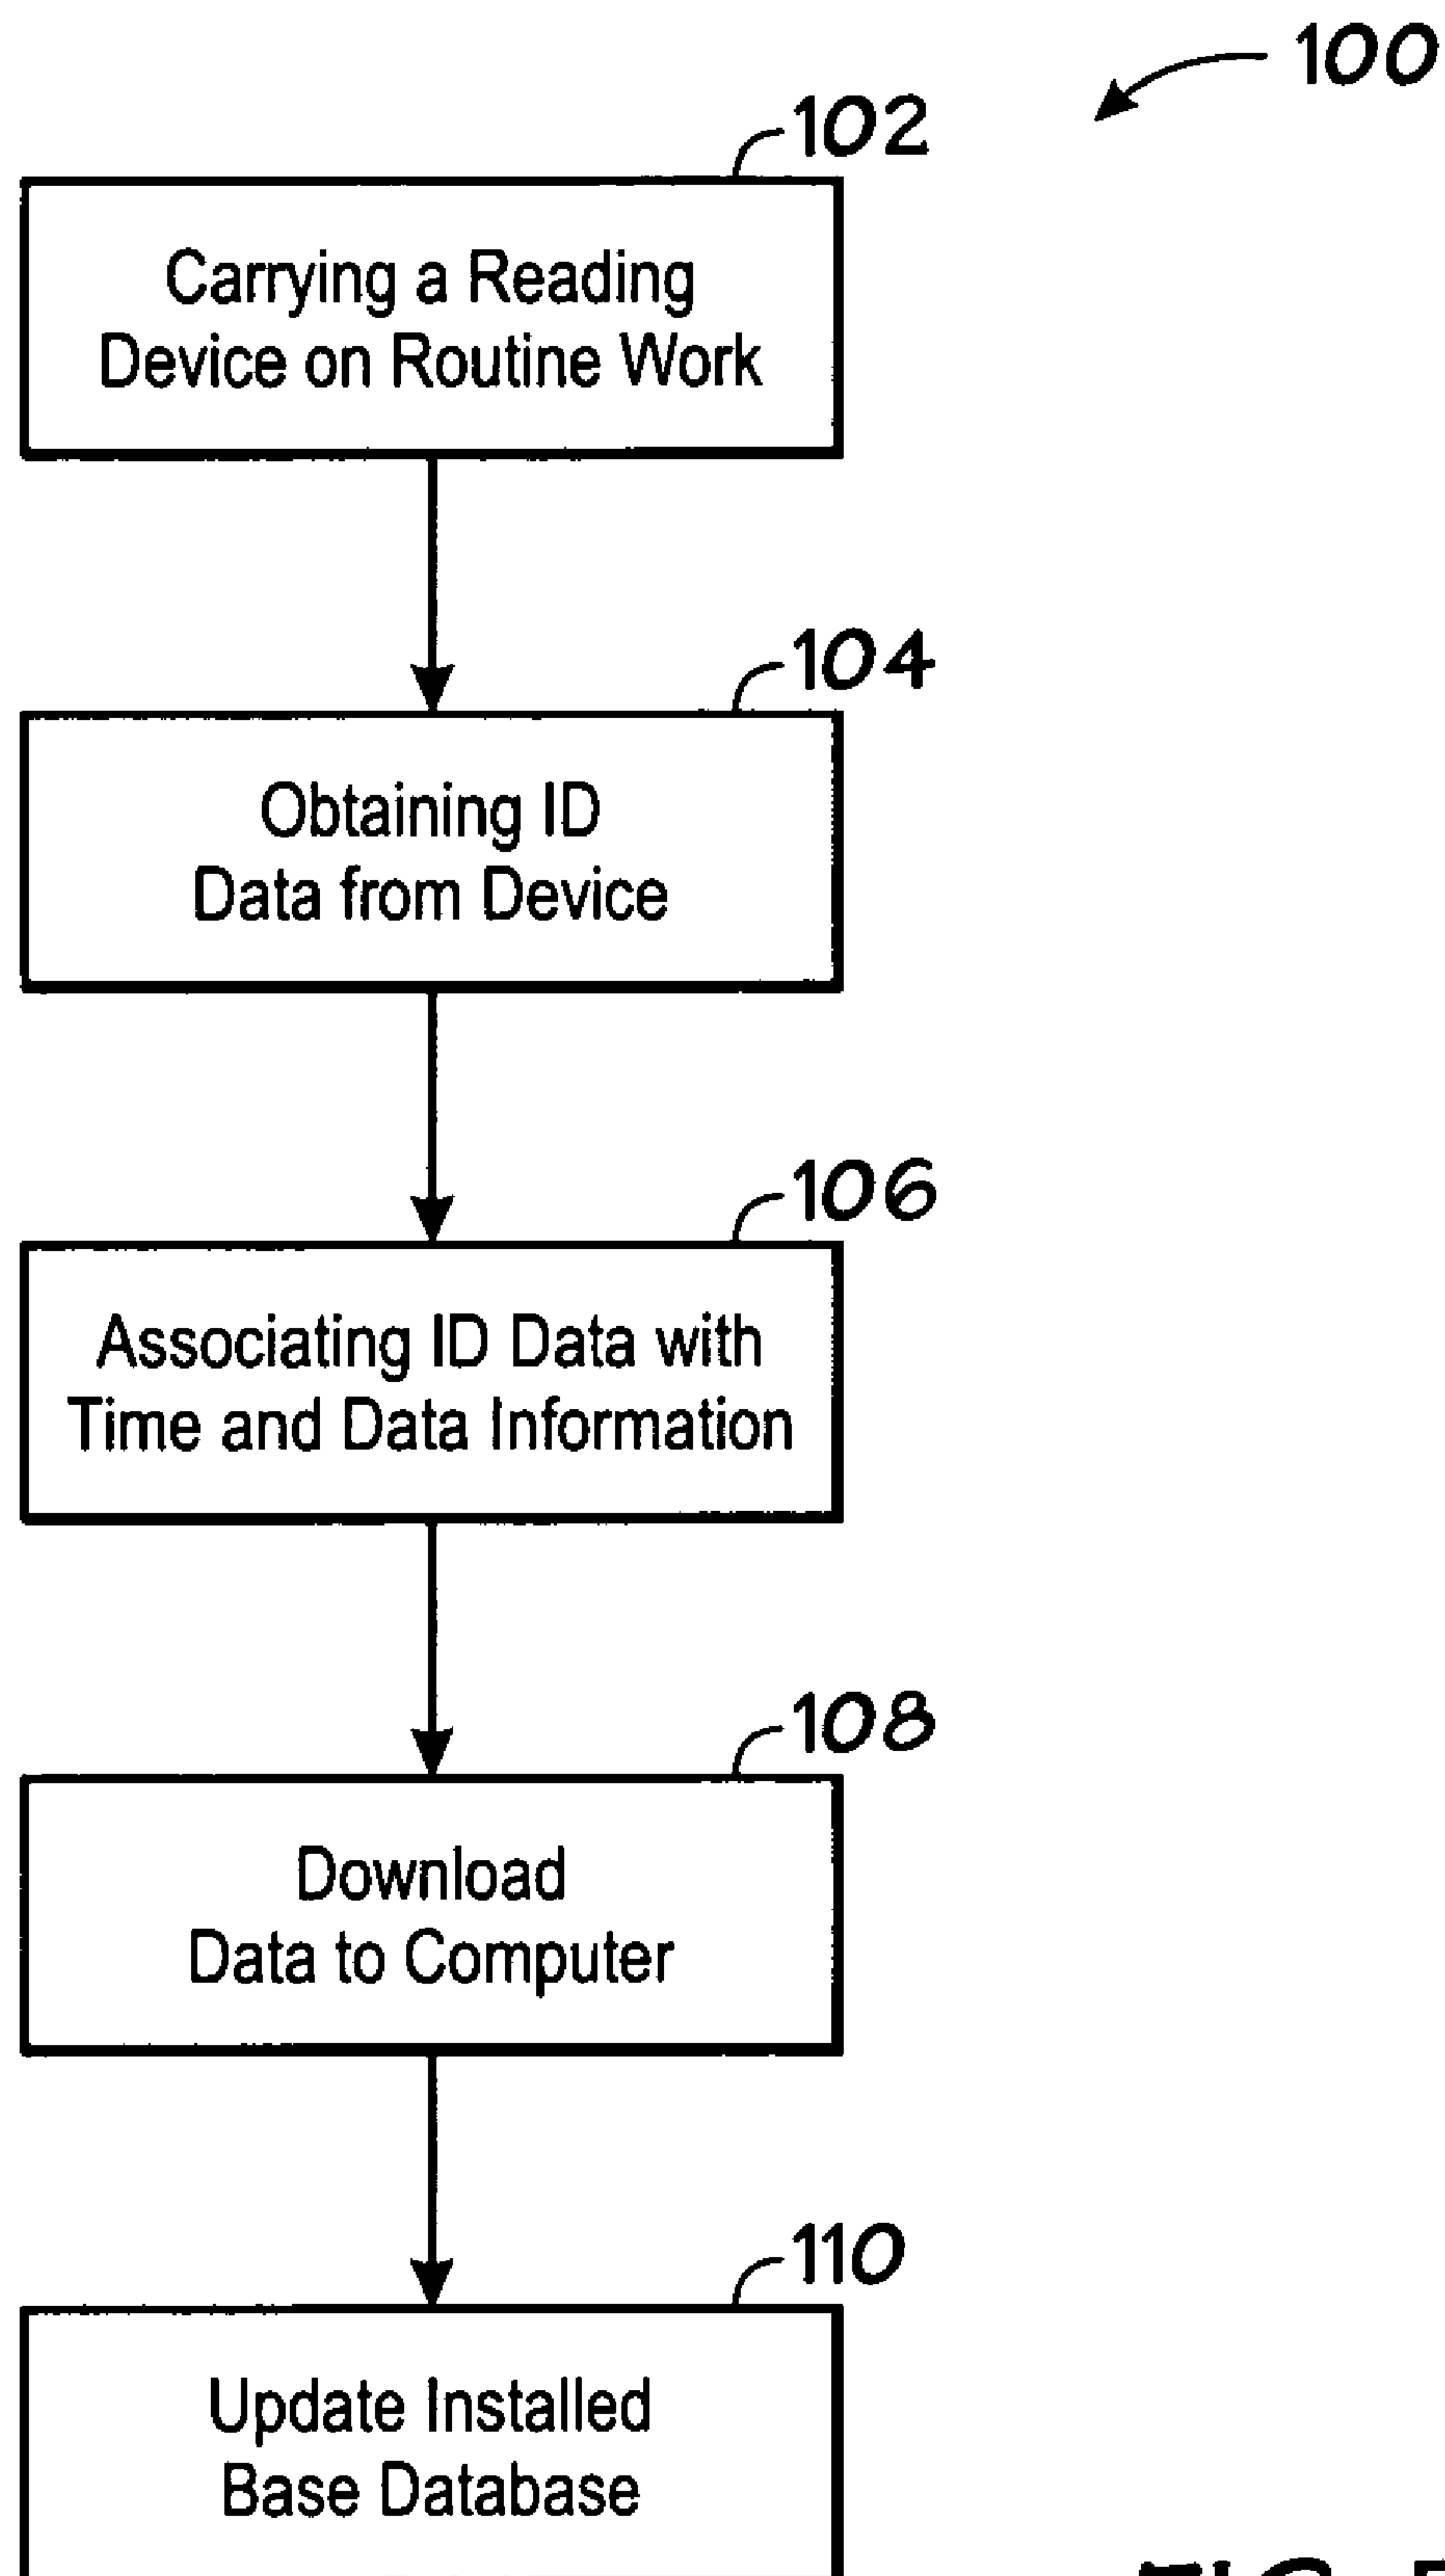 100
102
Carrying a Reading
Device on Routine Work
104
Obtaining ID
Data from Device
106
Associating ID Data with
Time and Data Information
108
Download
Data to Computer
110
Update Installed
Base Database